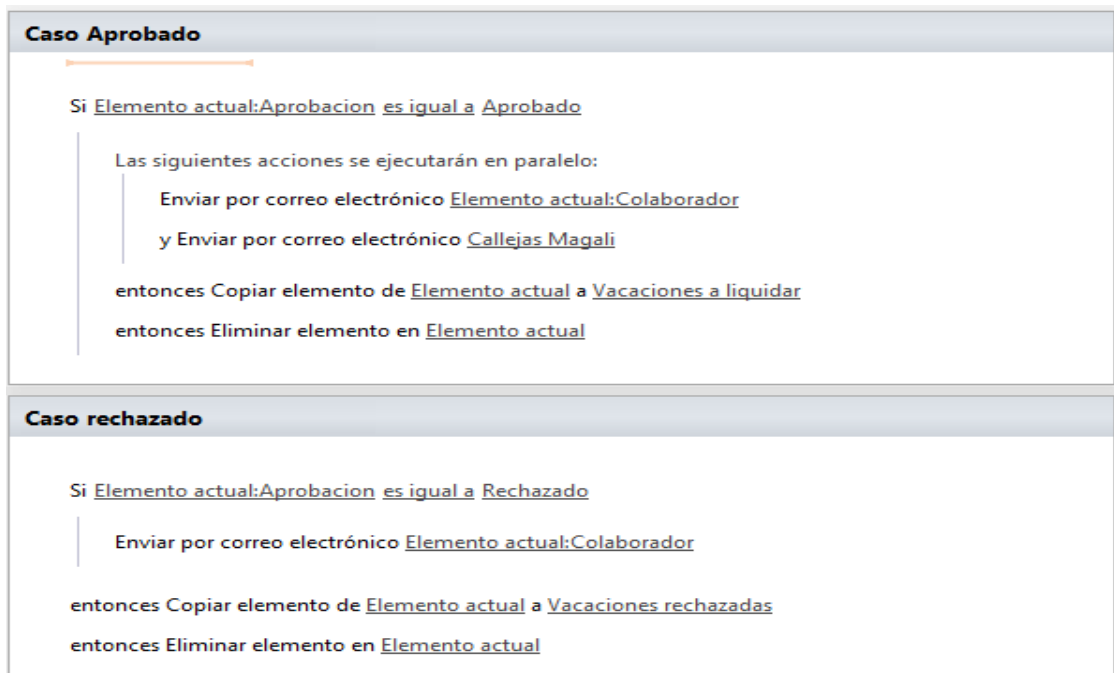 Caso Aprobado
Si Elemento actual:Aprobacion es igual a Aprobado
Las siguientes acciones se ejecutarán en paralelo:
Enviar por correo electrónico Elemento actual:Colaborador
y Enviar por correo electrónico Callejas Magali
entonces Copiar elemento de Elemento actual a Vacaciones a liquidar
entonces Eliminar elemento en Elemento actual
Caso rechazado
Si Elemento actual:Aprobacion es igual a Rechazado
Enviar por correo electrónico Elemento actual:Colaborador
entonces Copiar elemento de Elemento actual a Vacaciones rechazadas
entonces Eliminar elemento en Elemento actual